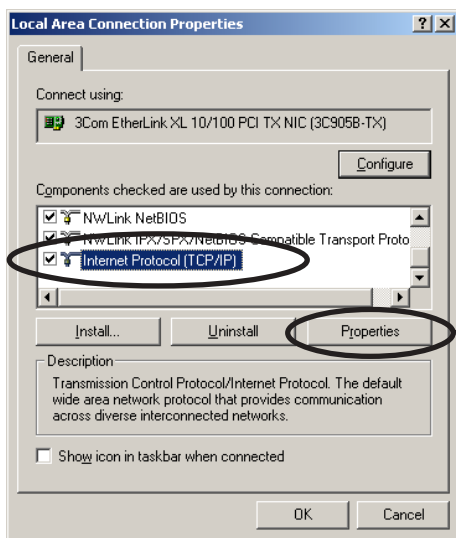 Local Area Connection Properties
General
Connect using:
3Com EtherLink XL 10/100 PCI TX NIC (3C905B-TX)
Configure
Components checked are used by this connection:
NWLink NetBIOS
NWLink IPX/SPX/NetBIOS Compatible Transport Proto
Internet Protocol (TCP/IP)
Install...
Uninstall
Properties
Description
Transmission Control Protocol/Internet Protocol. The default
wide area network protocol that provides communication
across diverse interconnected networks.
Show icon in taskbar when connected
OK
Cancel